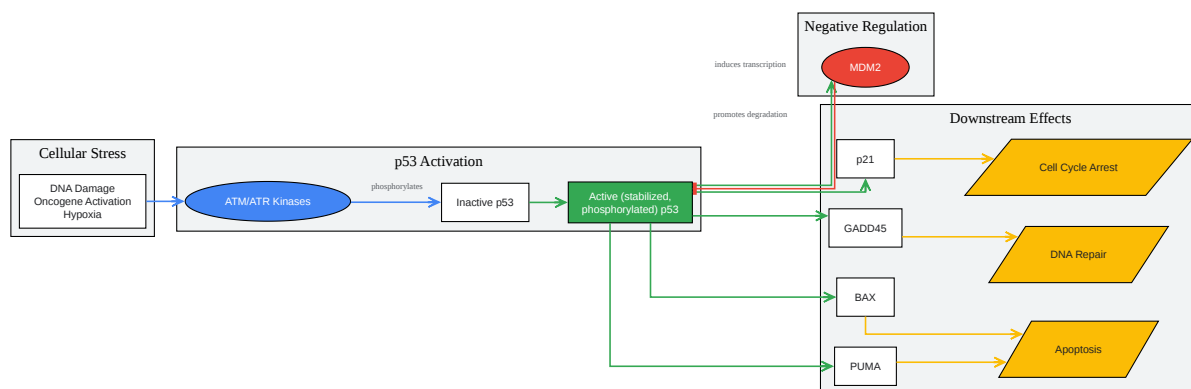 Cellular Stress
DNA Damage
Oncogene Activation
Hypoxia
p53 Activation
ATM/ATR Kinases
phosphorylates
Inactive p53
Active (stabilized,
phosphorylated) p53
Negative Regulation
MDM2
induces transcription
promotes degradation
Downstream Effects
p21
Cell Cycle Arrest
GADD45
DNA Repair
BAX
Apoptosis
PUMA